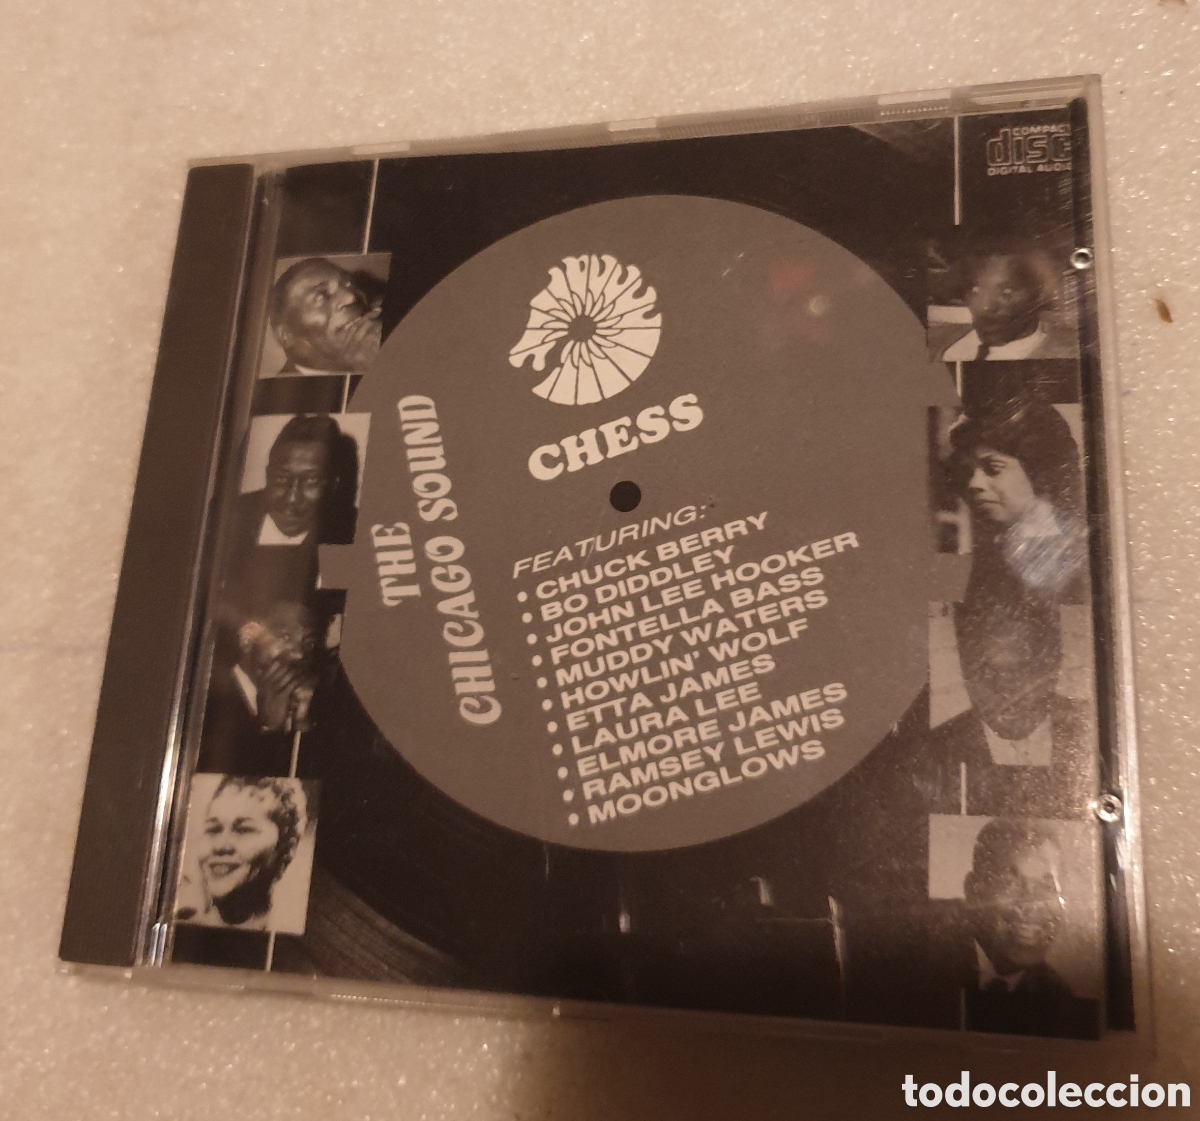 COMPACT
disc
DIGITAL AUDIO
CHESS
THE
CHICAGO SOUND
FEATURING:
• CHUCK BERRY
• BO DIDDLEY
• JOHN LEE HOOKER
• FONTELLA BASS
• MUDDY WATERS
• HOWLIN' WOLF
• ETTA JAMES
• LAURA LEE
• ELMORE JAMES
• RAMSEY LEWIS
• MOONGLOWS
todocoleccion